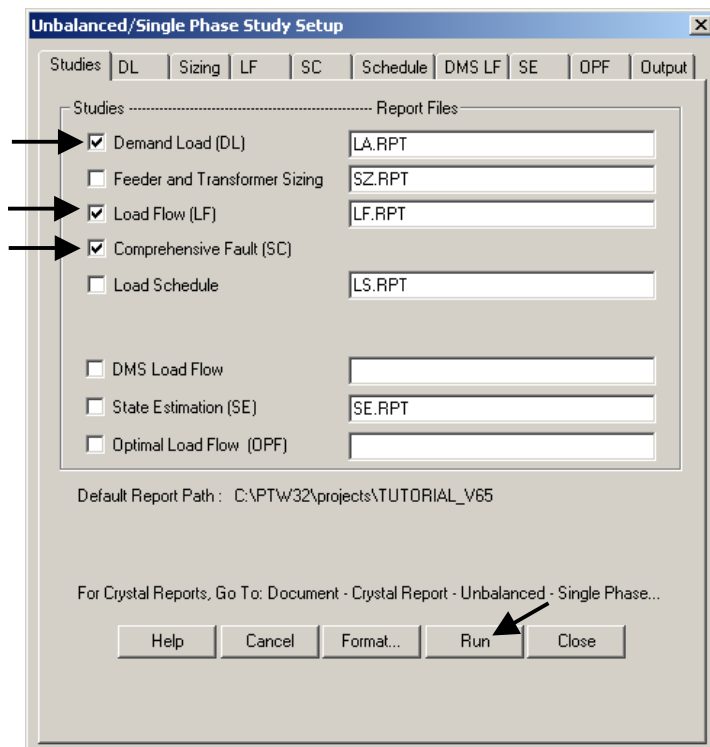 Unbalanced/Single Phase Study Setup
Studies DL Sizing LF SC Schedule DMS LF SE OPF Output
Studies ---------------------------------------------------- Report Files
Demand Load (DL) LA.RPT
Feeder and Transformer Sizing SZ.RPT
Load Flow (LF) LF.RPT
Comprehensive Fault (SC)
Load Schedule LS.RPT
DMS Load Flow
State Estimation (SE) SE.RPT
Optimal Load Flow (OPF)
Default Report Path : C:\PTW32\projects\TUTORIAL_V65
For Crystal Reports, Go To: Document - Crystal Report - Unbalanced - Single Phase...
Help Cancel Format... Run Close